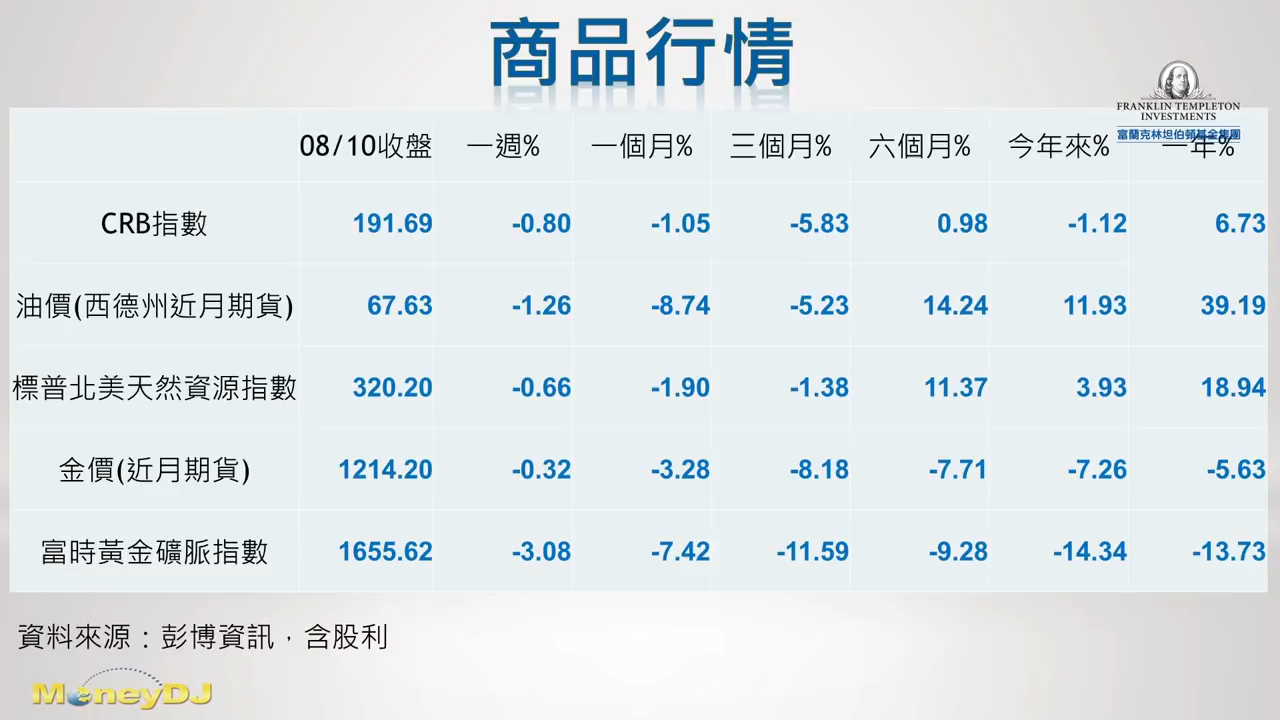 商品行情
FRANKLIN TEMPLETON
INVESTMENTS
富蘭克林坦伯頓基金集團
08/10收盤 一週% 一個月% 三個月% 六個月% 今年來% 一年%
CRB指數 191.69 -0.80 -1.05 -5.83 0.98 -1.12 6.73
油價(西德州近月期貨) 67.63 -1.26 -8.74 -5.23 14.24 11.93 39.19
標普北美天然資源指數 320.20 -0.66 -1.90 -1.38 11.37 3.93 18.94
金價(近月期貨) 1214.20 -0.32 -3.28 -8.18 -7.71 -7.26 -5.63
富時黃金礦脈指數 1655.62 -3.08 -7.42 -11.59 -9.28 -14.34 -13.73
資料來源：彭博資訊，含股利
MoneyDJ